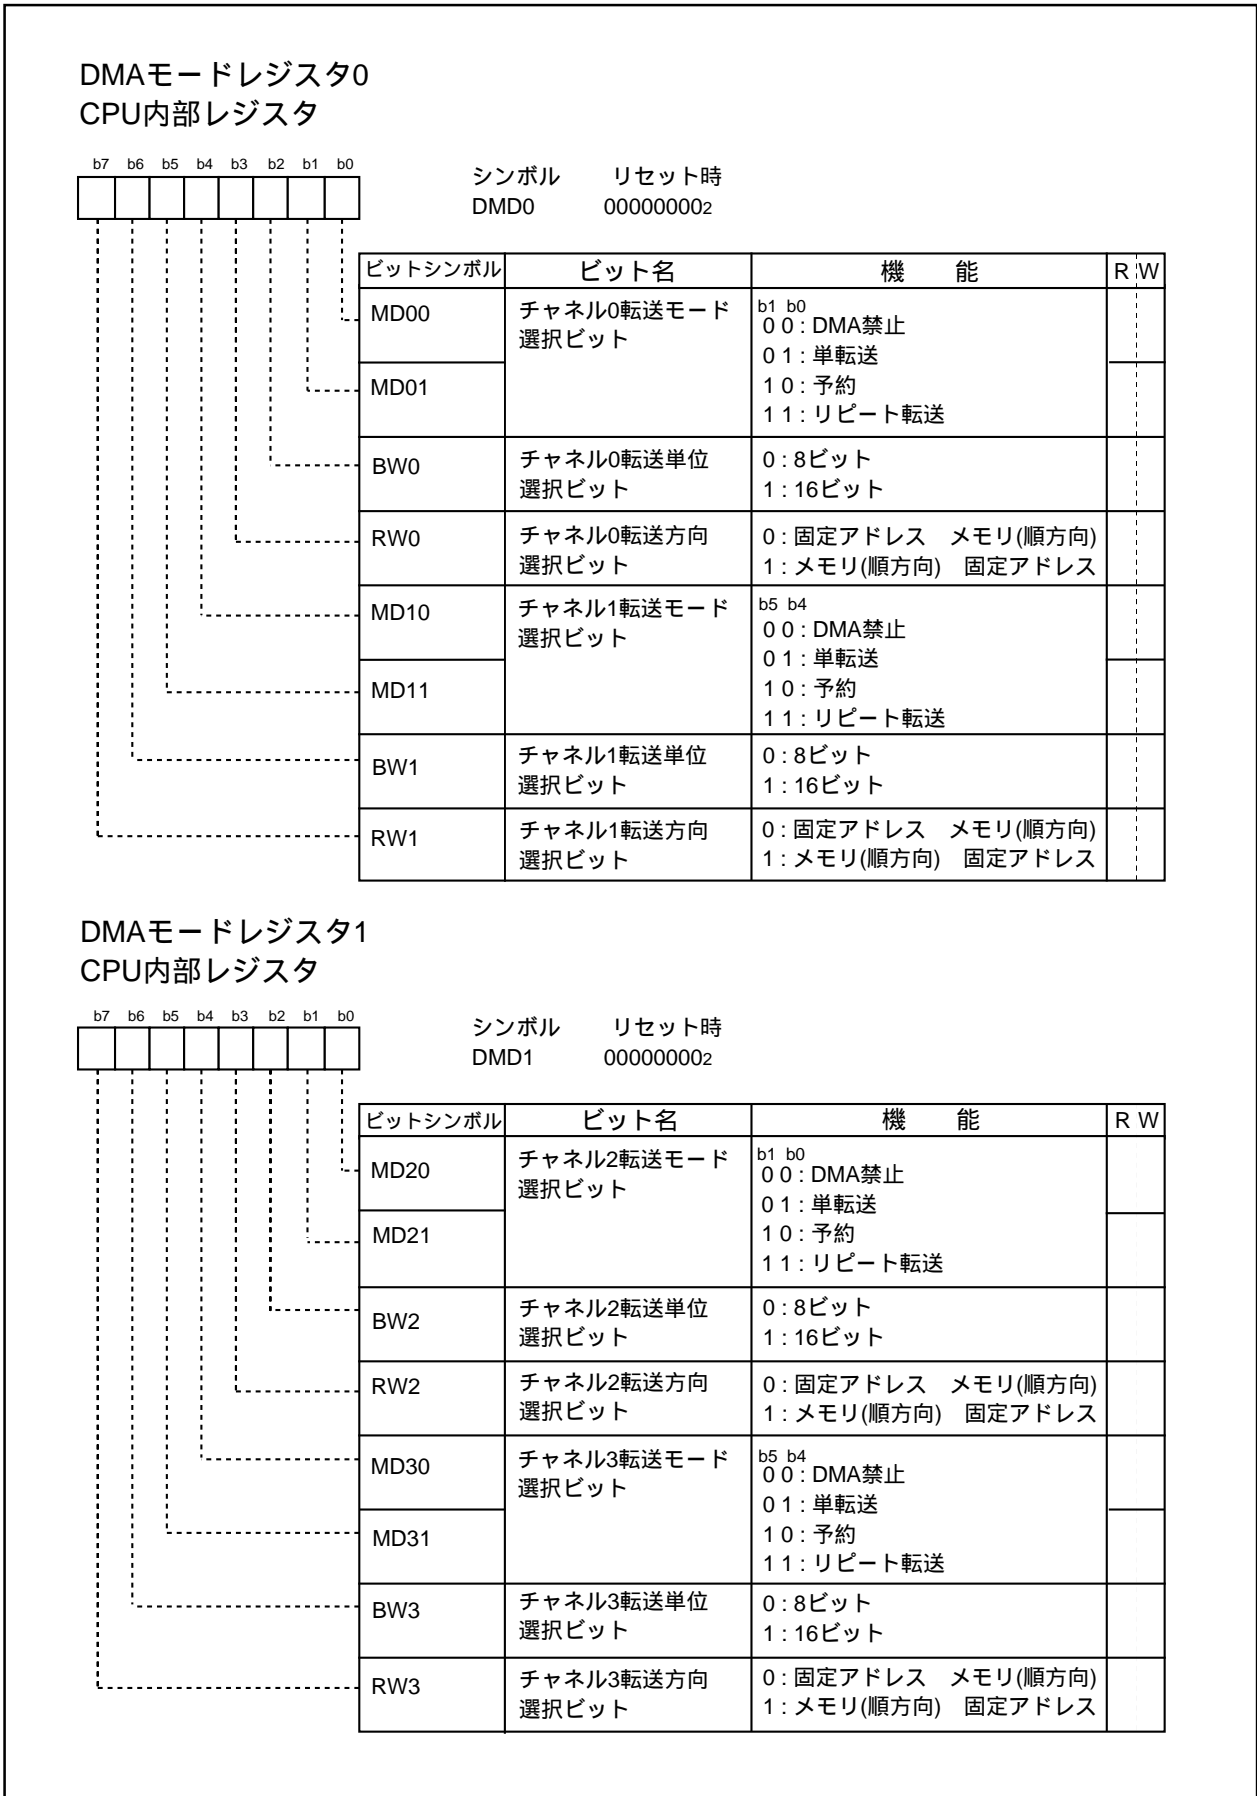 DMAモードレジスタ0
CPU内部レジスタ
b7 b6 b5 b4 b3 b2 b1 b0
シンボル リセット時
DMD0 000000002
ビットシンボル ビット名 機 能 R W
MD00 チャネル0転送モード
選択ビット
b1 b0
0 0 : DMA禁止
0 1 : 単転送
MD01
1 0 : 予約
1 1 : リピート転送
BW0 チャネル0転送単位
選択ビット
0 : 8ビット
1 : 16ビット
RW0 チャネル0転送方向
選択ビット
0 : 固定アドレス メモリ(順方向)
1 : メモリ(順方向) 固定アドレス
MD10 チャネル1転送モード
選択ビット
b5 b4
0 0 : DMA禁止
0 1 : 単転送
MD11
1 0 : 予約
1 1 : リピート転送
BW1 チャネル1転送単位
選択ビット
0 : 8ビット
1 : 16ビット
RW1 チャネル1転送方向
選択ビット
0 : 固定アドレス メモリ(順方向)
1 : メモリ(順方向) 固定アドレス
DMAモードレジスタ1
CPU内部レジスタ
b7 b6 b5 b4 b3 b2 b1 b0
シンボル リセット時
DMD1 000000002
ビットシンボル ビット名 機 能 R W
MD20 チャネル2転送モード
選択ビット
b1 b0
0 0 : DMA禁止
0 1 : 単転送
MD21
1 0 : 予約
1 1 : リピート転送
BW2 チャネル2転送単位
選択ビット
0 : 8ビット
1 : 16ビット
RW2 チャネル2転送方向
選択ビット
0 : 固定アドレス メモリ(順方向)
1 : メモリ(順方向) 固定アドレス
MD30 チャネル3転送モード
選択ビット
b5 b4
0 0 : DMA禁止
0 1 : 単転送
MD31
1 0 : 予約
1 1 : リピート転送
BW3 チャネル3転送単位
選択ビット
0 : 8ビット
1 : 16ビット
RW3 チャネル3転送方向
選択ビット
0 : 固定アドレス メモリ(順方向)
1 : メモリ(順方向) 固定アドレス